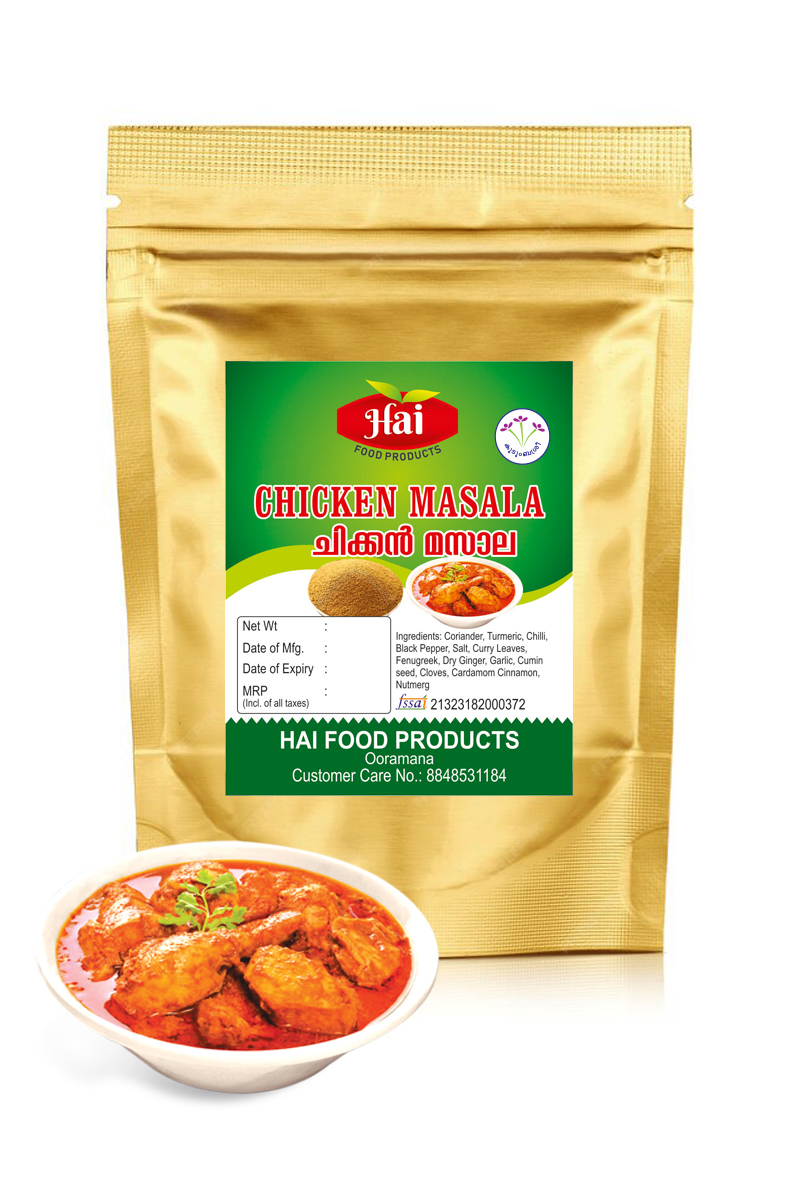 Hai
FOOD PRODUCTS
കുടുംബശ്രീ
CHICKEN MASALA
ചിക്കൻ മസാല
Net Wt :
Date of Mfg. :
Date of Expiry :
MRP :
(Incl. of all taxes)
Ingredients: Coriander, Turmeric, Chilli,
Black Pepper, Salt, Curry Leaves,
Fenugreek, Dry Ginger, Garlic, Cumin
seed, Cloves, Cardamom Cinnamon,
Nutmerg
fssai 21323182000372
HAI FOOD PRODUCTS
Ooramana
Customer Care No.: 8848531184